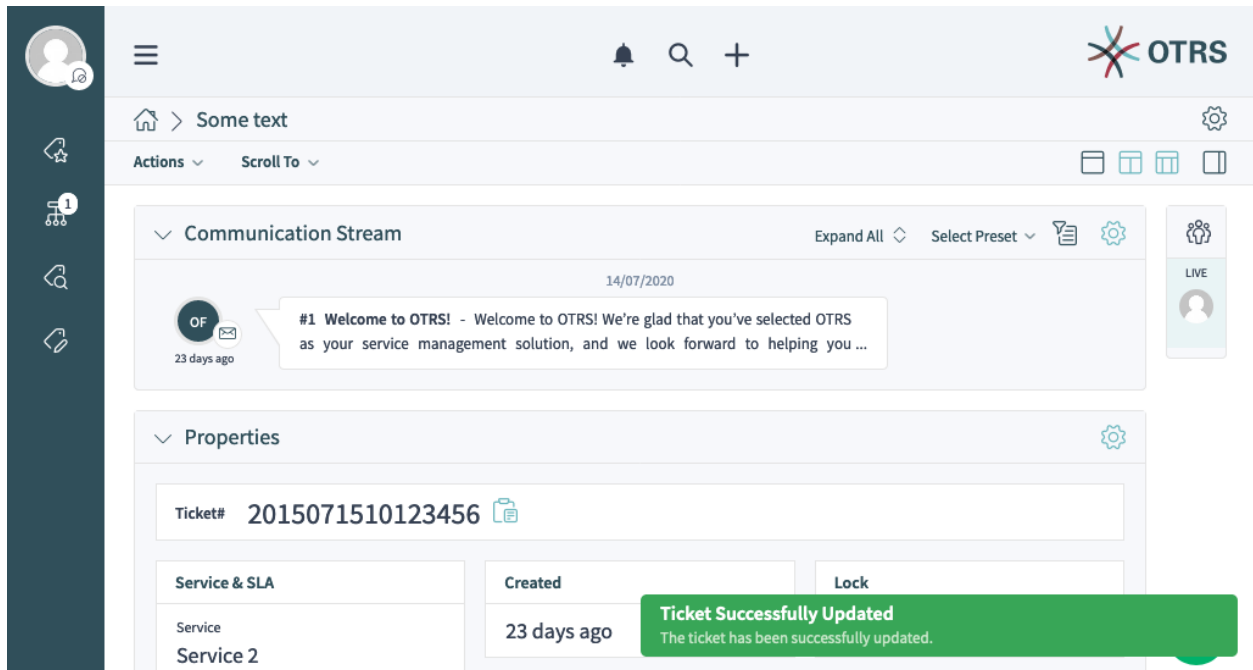 OTRS
Some text
Actions
Scroll To
Communication Stream
Expand All
Select Preset
1
LIVE
14/07/2020
OF
23 days ago
#1 Welcome to OTRS! - Welcome to OTRS! We're glad that you've selected OTRS
as your service management solution, and we look forward to helping you ...
Properties
Ticket# 2015071510123456
Service & SLA
Created
Lock
Service
Service 2
23 days ago
Ticket Successfully Updated
The ticket has been successfully updated.